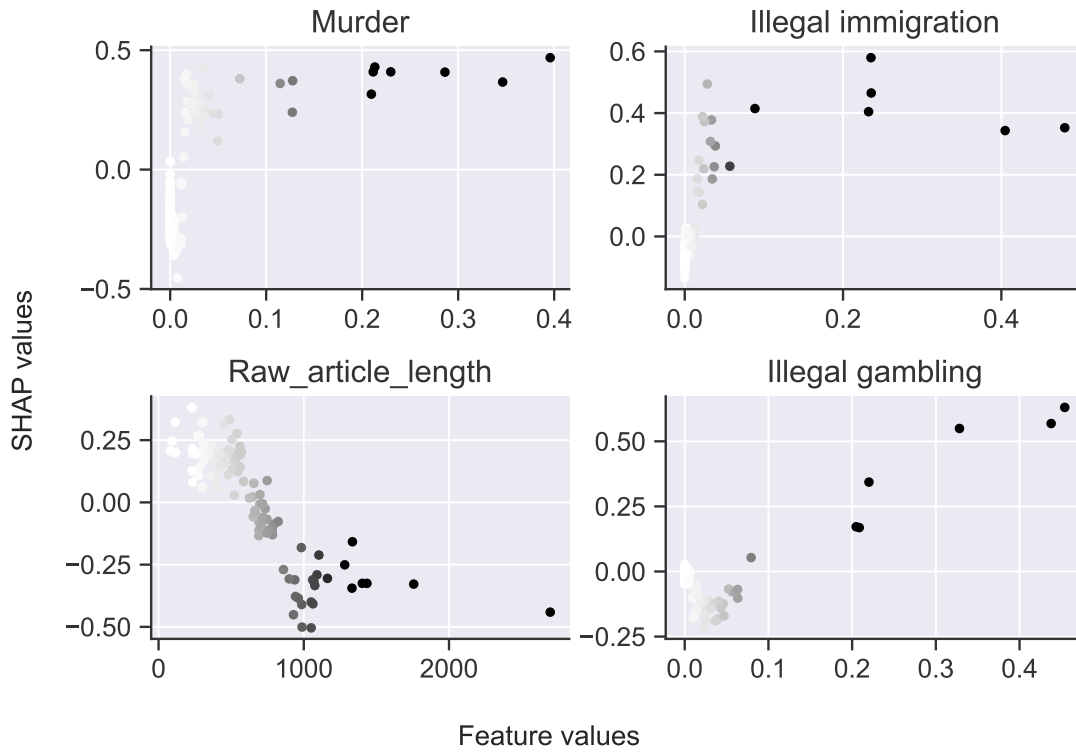 Murder
0.5
0.0
−0.5
0.0 0.1 0.2 0.3 0.4
Illegal immigration
0.6
0.4
0.2
0.0
0.0 0.2 0.4
SHAP values
Raw_article_length
0.25
0.00
−0.25
−0.50
0 1000 2000
Illegal gambling
0.50
0.25
0.00
−0.25
0.0 0.1 0.2 0.3 0.4
Feature values